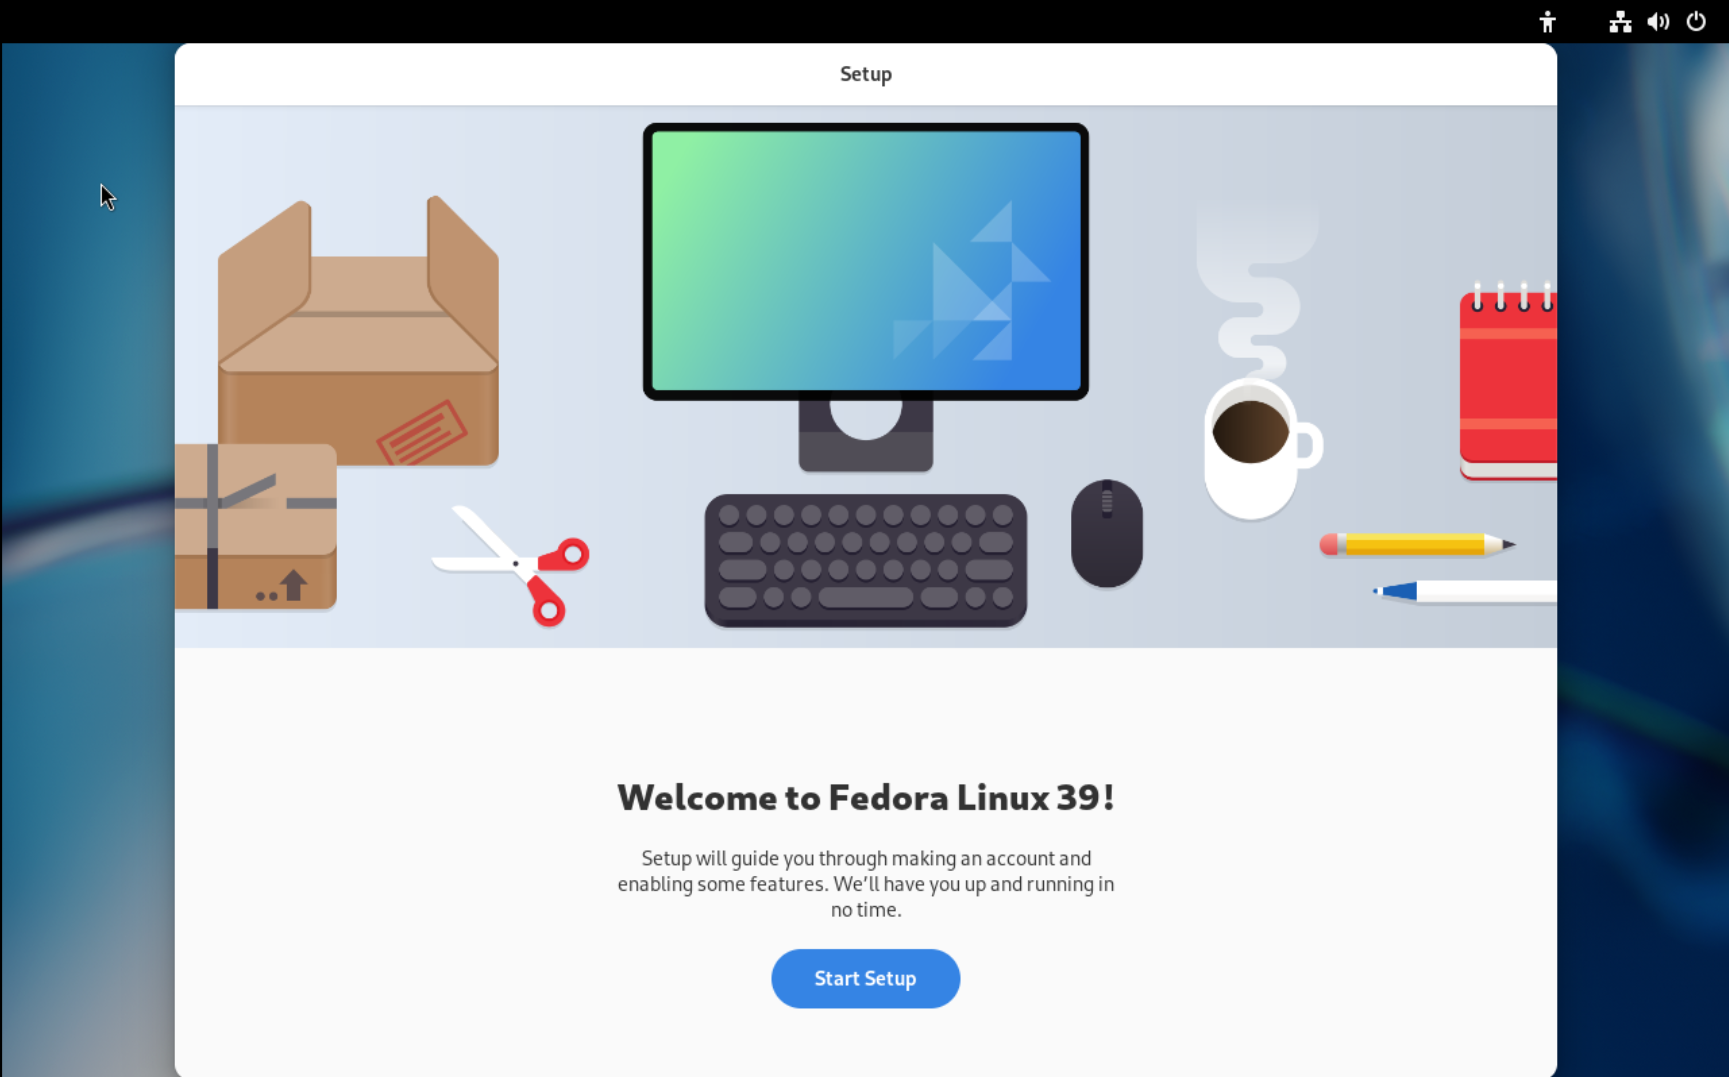 Setup
Welcome to Fedora Linux 39!
Setup will guide you through making an account and
enabling some features. We’ll have you up and running in
no time.
Start Setup